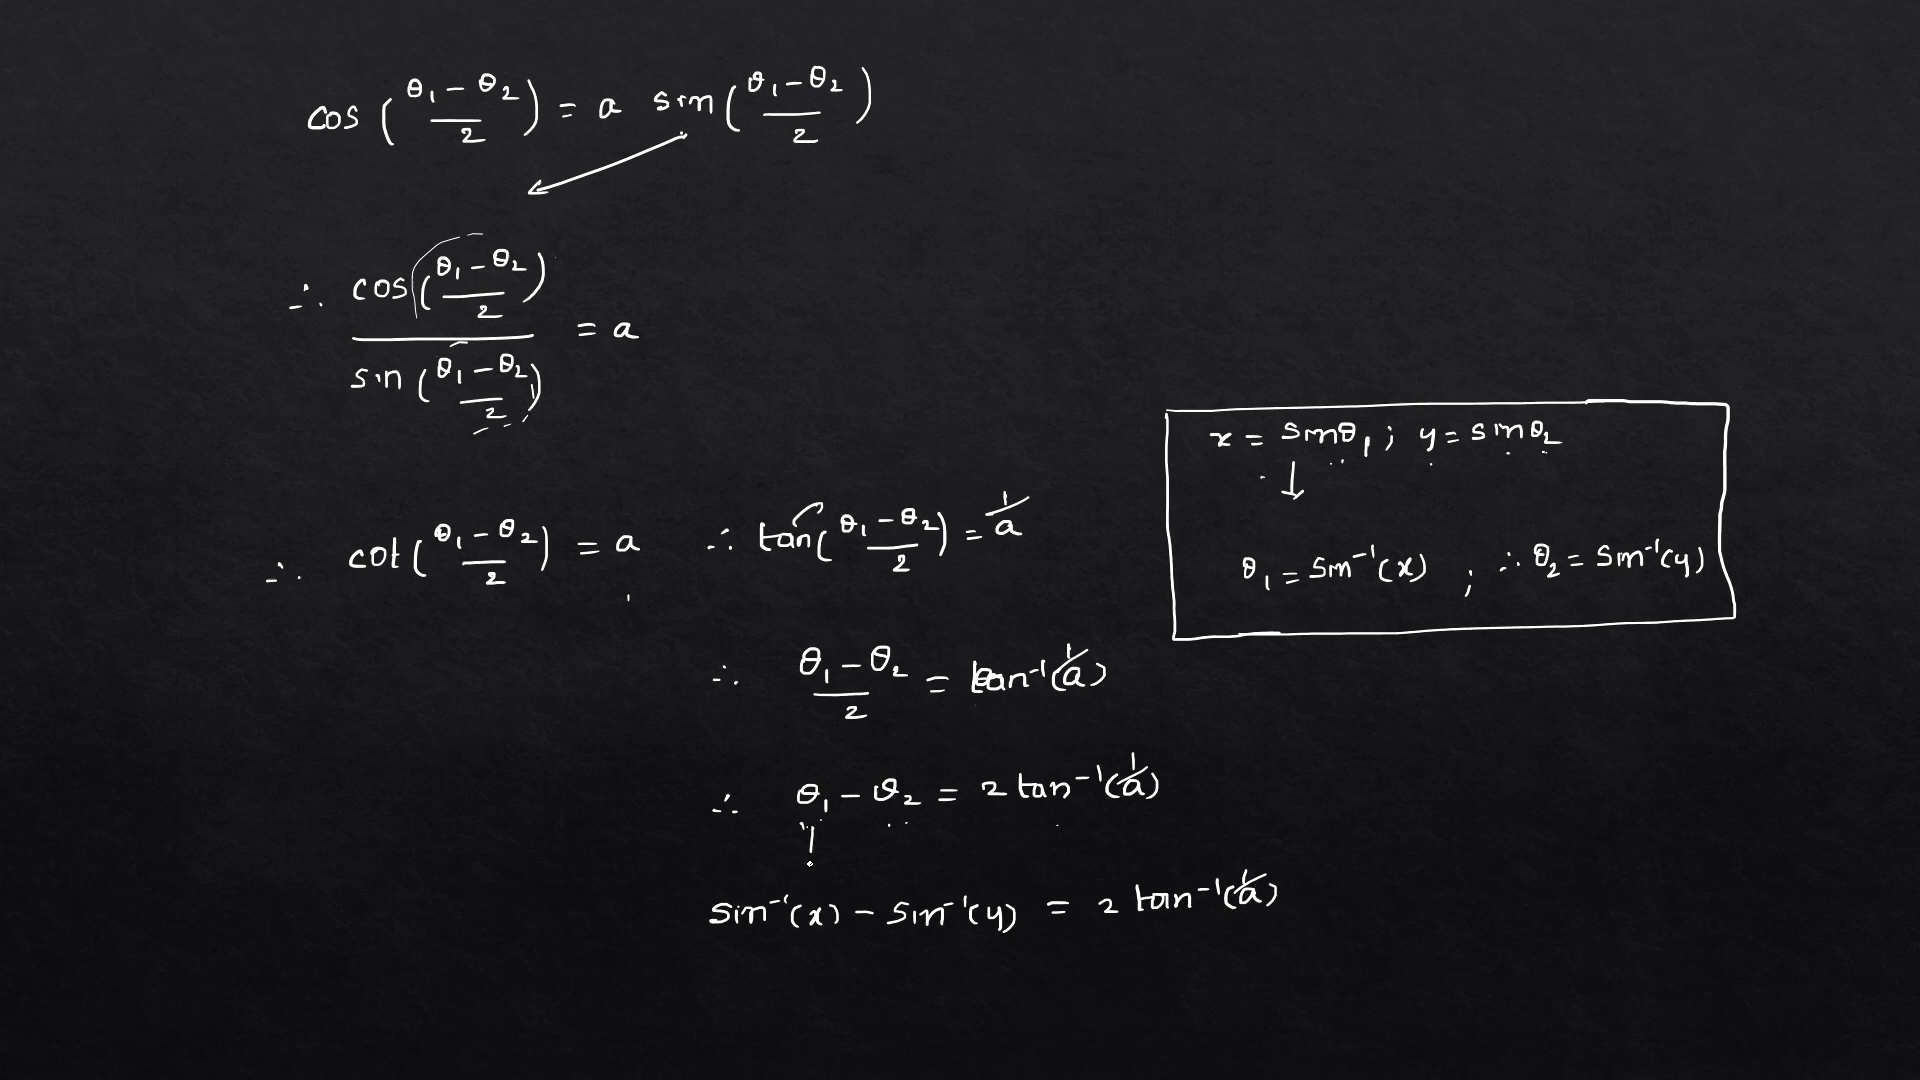 cos((θ₁ - θ₂)/2) = a sin((θ₁ - θ₂)/2)
∴ cos((θ₁ - θ₂)/2) / sin((θ₁ - θ₂)/2) = a
∴ cot((θ₁ - θ₂)/2) = a ∴ tan((θ₁ - θ₂)/2) = 1/a
∴ (θ₁ - θ₂)/2 = tan⁻¹(1/a)
∴ θ₁ - θ₂ = 2 tan⁻¹(1/a)
sin⁻¹(x) - sin⁻¹(y) = 2 tan⁻¹(1/a)
x = sinθ₁ ; y = sinθ₂
↓
θ₁ = sin⁻¹(x) ; ∴ θ₂ = sin⁻¹(y)